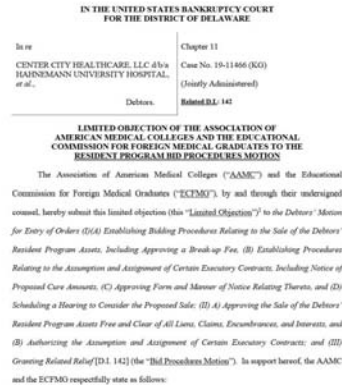 IN THE UNITED STATES BANKRUPTCY COURT
FOR THE DISTRICT OF DELAWARE
In re
CENTER CITY HEALTHCARE, LLC d/b/a
HAHNEMANN UNIVERSITY HOSPITAL,
et al.,
Debtors.
Chapter 11
Case No. 19-11466 (KG)
(Jointly Administered)
Related D.I.: 142
LIMITED OBJECTION OF THE ASSOCIATION OF
AMERICAN MEDICAL COLLEGES AND THE EDUCATIONAL
COMMISSION FOR FOREIGN MEDICAL GRADUATES TO THE
RESIDENT PROGRAM BID PROCEDURES MOTION
The Association of American Medical Colleges ("AAMC") and the Educational
Commission for Foreign Medical Graduates ("ECFMG"), by and through their undersigned
counsel, hereby submit this limited objection (this "Limited Objection")¹ to the Debtors' Motion
for Entry of Orders (I)(A) Establishing Bidding Procedures Relating to the Sale of the Debtors'
Resident Program Assets, Including Approving a Break-up Fee, (B) Establishing Procedures
Relating to the Assumption and Assignment of Certain Executory Contracts, Including Notice of
Proposed Cure Amounts, (C) Approving Form and Manner of Notice Relating Thereto, and (D)
Scheduling a Hearing to Consider the Proposed Sale; (II) A) Approving the Sale of the Debtors'
Resident Program Assets Free and Clear of All Liens, Claims, Encumbrances, and Interests, and
(B) Authorizing the Assumption and Assignment of Certain Executory Contracts; and (III)
Granting Related Relief [D.I. 142] (the "Bid Procedures Motion"). In support hereof, the AAMC
and the ECFMG respectfully state as follows: